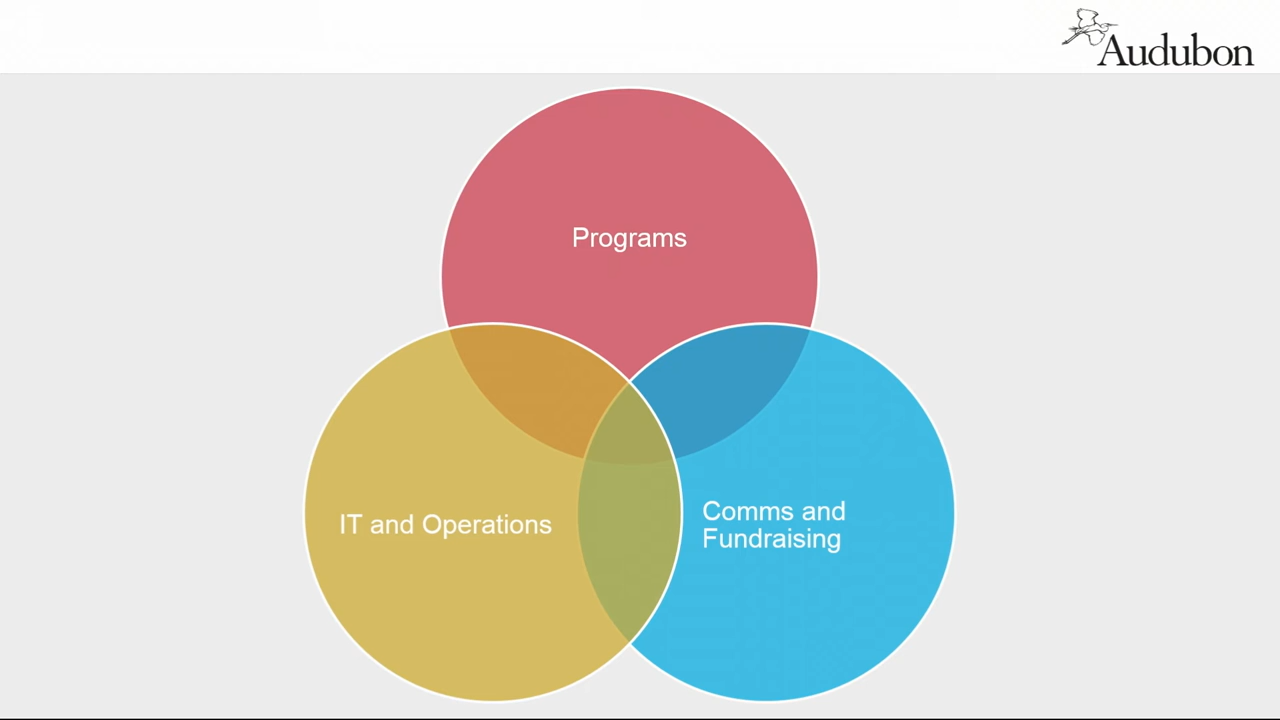 Audubon
Programs
IT and Operations
Comms and
Fundraising